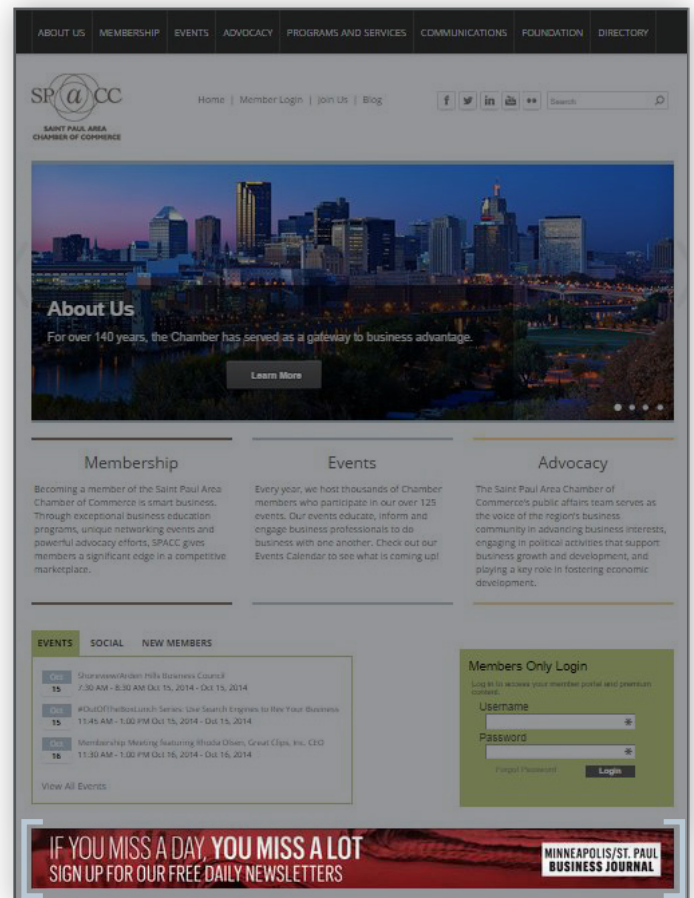 ABOUT US MEMBERSHIP EVENTS ADVOCACY PROGRAMS AND SERVICES COMMUNICATIONS FOUNDATION DIRECTORY
SP@CC
SAINT PAUL AREA
CHAMBER OF COMMERCE
Home | Member Login | Join Us | Blog
Search
About Us
For over 140 years, the Chamber has served as a gateway to business advantage.
Learn More
Membership
Becoming a member of the Saint Paul Area
Chamber of Commerce is smart business.
Through exceptional business education
programs, unique networking events and
powerful advocacy efforts, SPACC gives
members a significant edge in a competitive
marketplace.
Events
Every year, we host thousands of Chamber
members who participate in our over 125
events. Our events educate, inform and
engage business professionals to do
business with one another. Check out our
Events Calendar to see what is coming up!
Advocacy
The Saint Paul Area Chamber of
Commerce's public affairs team serves as
the voice of the region's business
community in advancing business interests,
engaging in political activities that support
business growth and development, and
playing a key role in fostering economic
development.
EVENTS SOCIAL NEW MEMBERS
Oct
15
Shoreview/Arden Hills Business Council
7:30 AM - 8:30 AM Oct 15, 2014 - Oct 15, 2014
Oct
15
#OutOfTheBoxLunch Series: Use Search Engines to Rev Your Business
11:45 AM - 1:00 PM Oct 15, 2014 - Oct 15, 2014
Oct
16
Membership Meeting featuring Rhoda Olsen, Great Clips, Inc. CEO
11:30 AM - 1:00 PM Oct 16, 2014 - Oct 16, 2014
View All Events
Members Only Login
Log in to access your member portal and premium
content.
Username
Password
Forgot Password
Login
IF YOU MISS A DAY, YOU MISS A LOT
SIGN UP FOR OUR FREE DAILY NEWSLETTERS
MINNEAPOLIS/ST. PAUL
BUSINESS JOURNAL